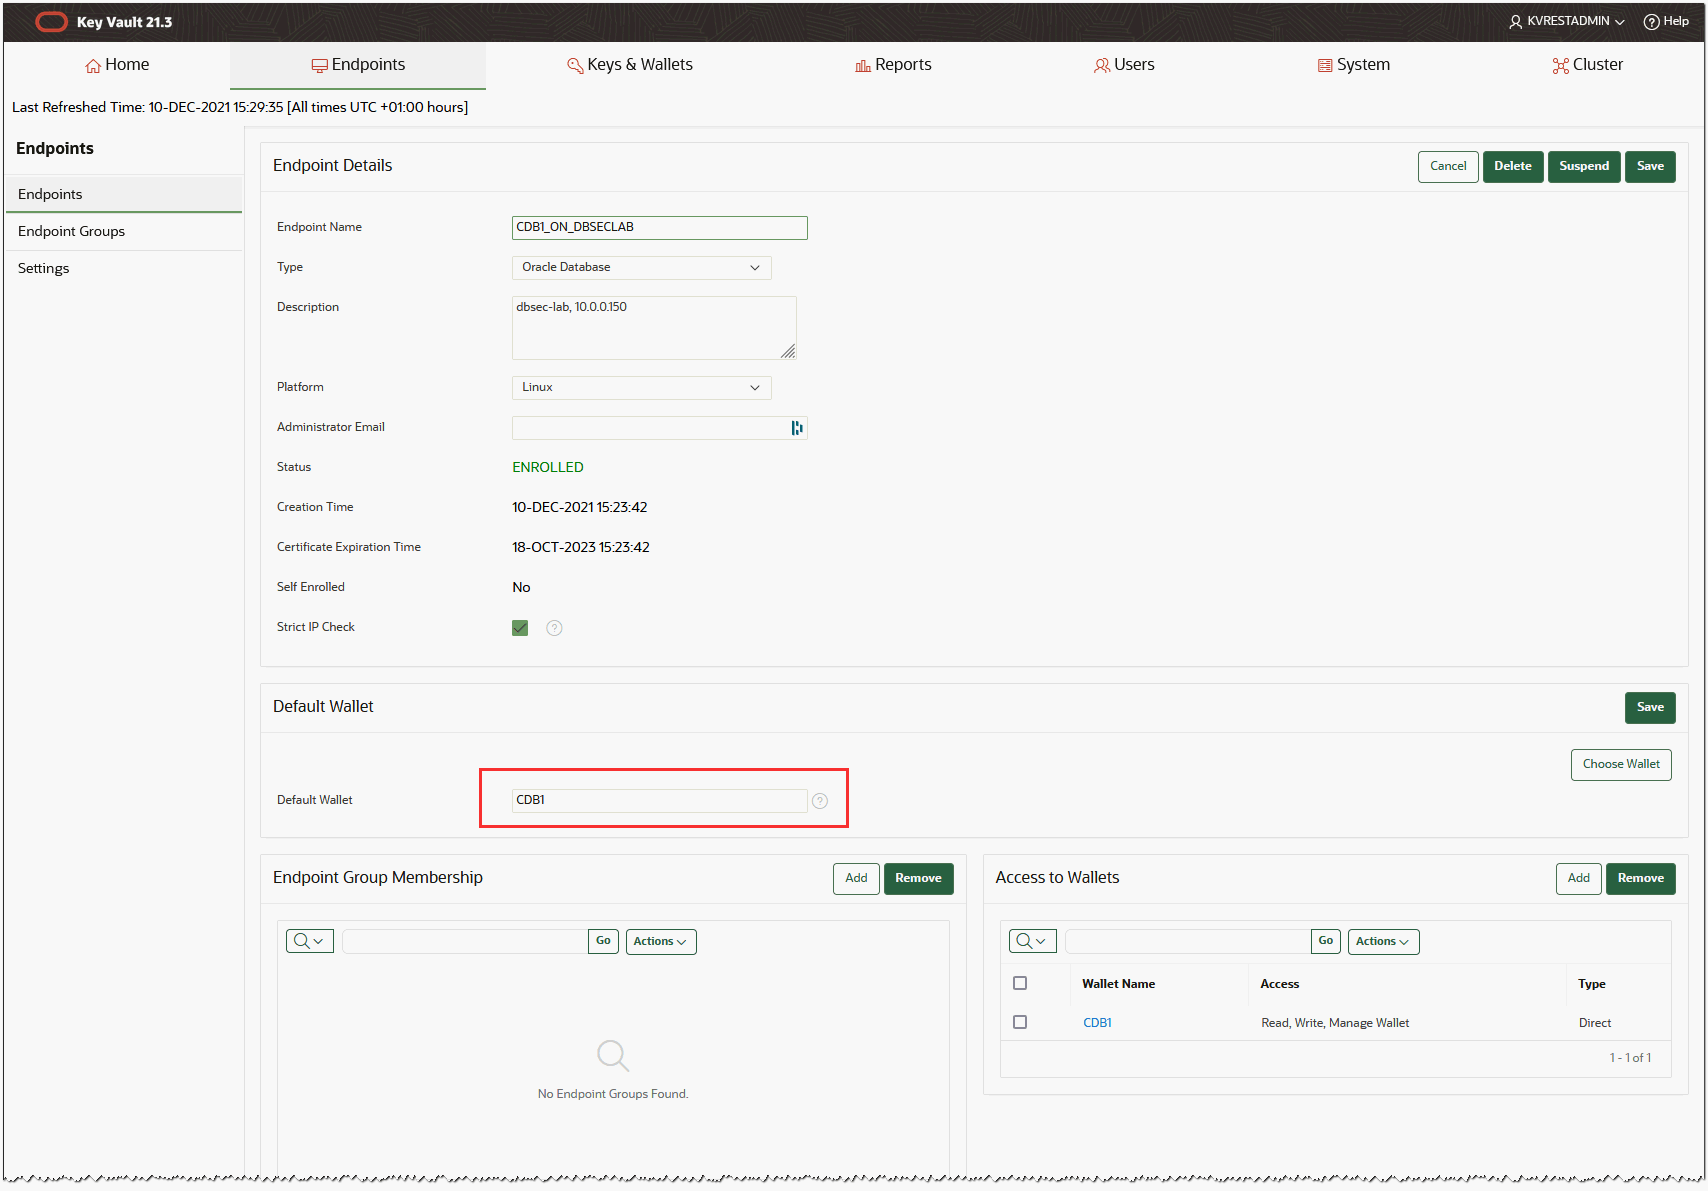 Key Vault 21.3
KVRESTADMIN
Help
Home
Endpoints
Keys & Wallets
Reports
Users
System
Cluster
Last Refreshed Time: 10-DEC-2021 15:29:35 [All times UTC +01:00 hours]
Endpoints
Endpoints
Endpoint Groups
Settings
Endpoint Details
Cancel
Delete
Suspend
Save
Endpoint Name
CDB1_ON_DBSECLAB
Type
Oracle Database
Description
dbsec-lab, 10.0.0.150
Platform
Linux
Administrator Email
Status
ENROLLED
Creation Time
10-DEC-2021 15:23:42
Certificate Expiration Time
18-OCT-2023 15:23:42
Self Enrolled
No
Strict IP Check
?
Default Wallet
Save
Choose Wallet
Default Wallet
CDB1
?
Endpoint Group Membership
Add
Remove
Go
Actions
No Endpoint Groups Found.
Access to Wallets
Add
Remove
Go
Actions
Wallet Name
Access
Type
CDB1
Read, Write, Manage Wallet
Direct
1 - 1 of 1